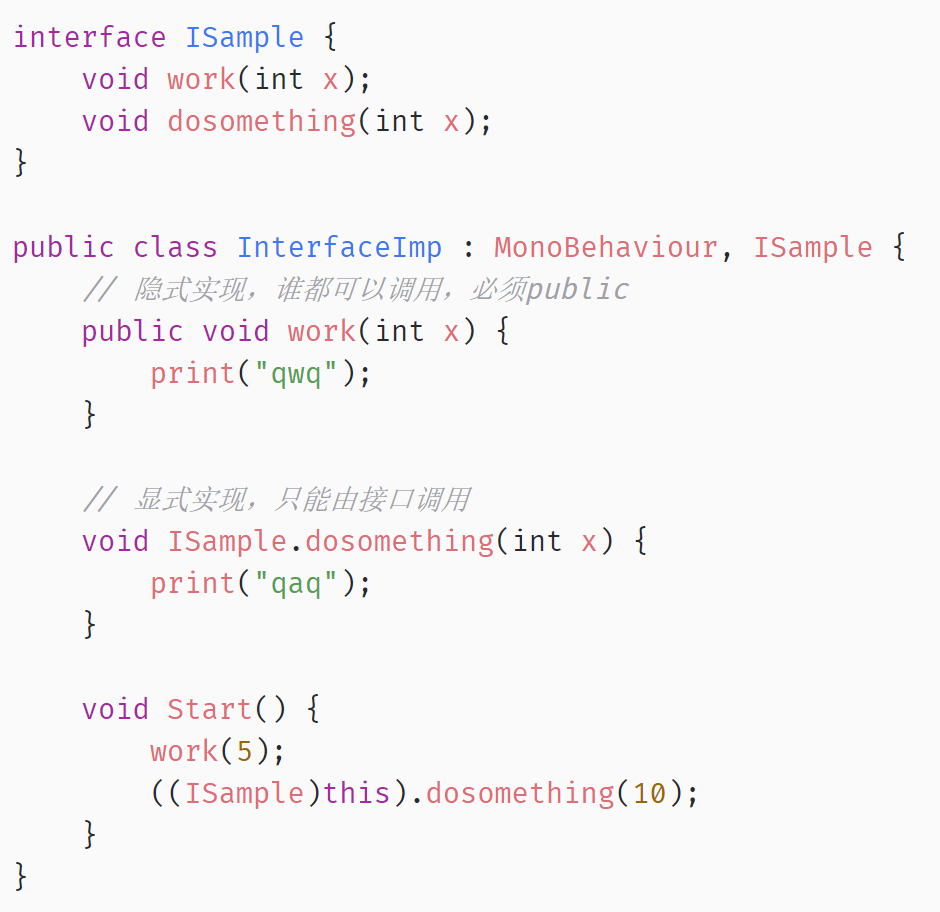 interface ISample {
    void work(int x);
    void dosomething(int x);
}

public class InterfaceImp : MonoBehaviour, ISample {
    // 隐式实现，谁都可以调用，必须public
    public void work(int x) {
        print("qwq");
    }

    // 显式实现，只能由接口调用
    void ISample.dosomething(int x) {
        print("qaq");
    }

    void Start() {
        work(5);
        ((ISample)this).dosomething(10);
    }
}